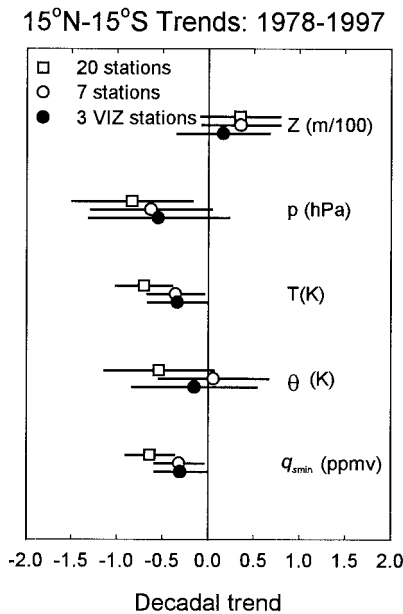 15°N-15°S Trends: 1978-1997
20 stations
7 stations
3 VIZ stations
Z (m/100)
p (hPa)
T(K)
θ (K)
qsmin (ppmv)
-2.0 -1.5 -1.0 -0.5 0.0 0.5 1.0 1.5 2.0
Decadal trend